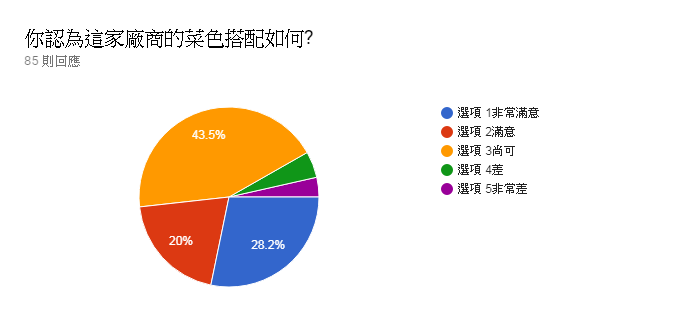 你認為這家廠商的菜色搭配如何?
85 則回應
43.5%
20%
28.2%
選項 1非常滿意
選項 2滿意
選項 3尚可
選項 4差
選項 5非常差